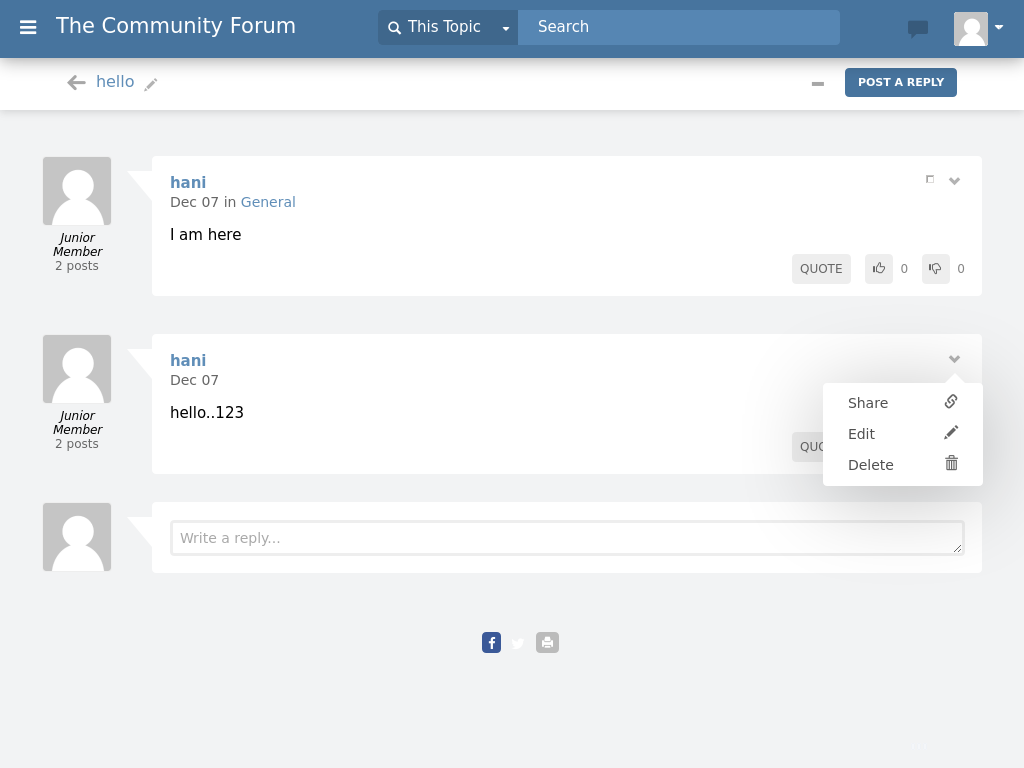 The Community Forum
This Topic
Search
hello
POST A REPLY
hani
Dec 07 in General
I am here
Junior
Member
2 posts
QUOTE
0
0
hani
Dec 07
hello..123
Junior
Member
2 posts
QUO
Share
Edit
Delete
Write a reply...